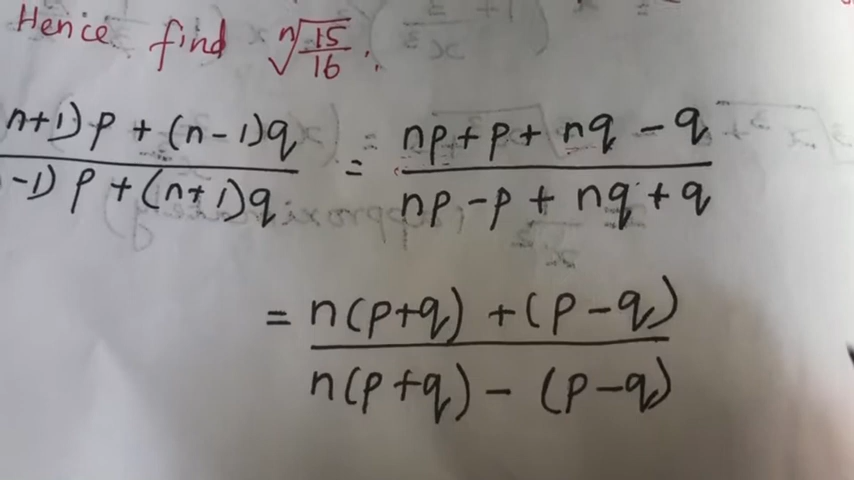 Hence find ⁿ√(15/16).
n+1)p + (n-1)q / -1)p + (n+1)q = np + p + nq - q / np - p + nq + q
= n(p+q) + (p-q) / n(p+q) - (p-q)